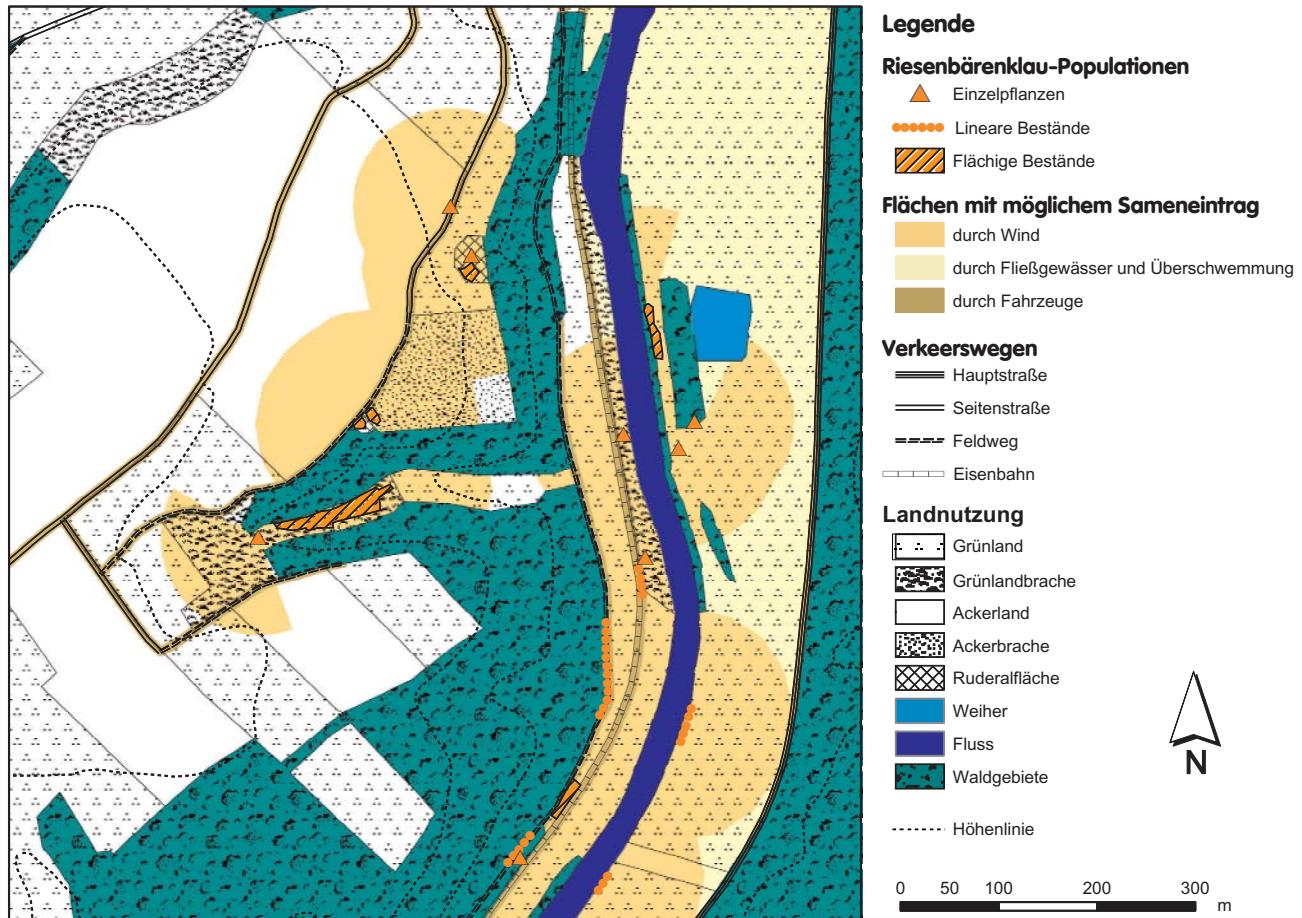 Legende
Riesenbärenklau-Populationen
Einzelpflanzen
Lineare Bestände
Flächige Bestände
Flächen mit möglichem Sameneintrag
durch Wind
durch Fließgewässer und Überschwemmung
durch Fahrzeuge
Verkeerswegen
Hauptstraße
Seitenstraße
Feldweg
Eisenbahn
Landnutzung
Grünland
Grünlandbrache
Ackerland
Ackerbrache
Ruderalfläche
Weiher
Fluss
Waldgebiete
Höhenlinie
N
0 50 100 200 300 m